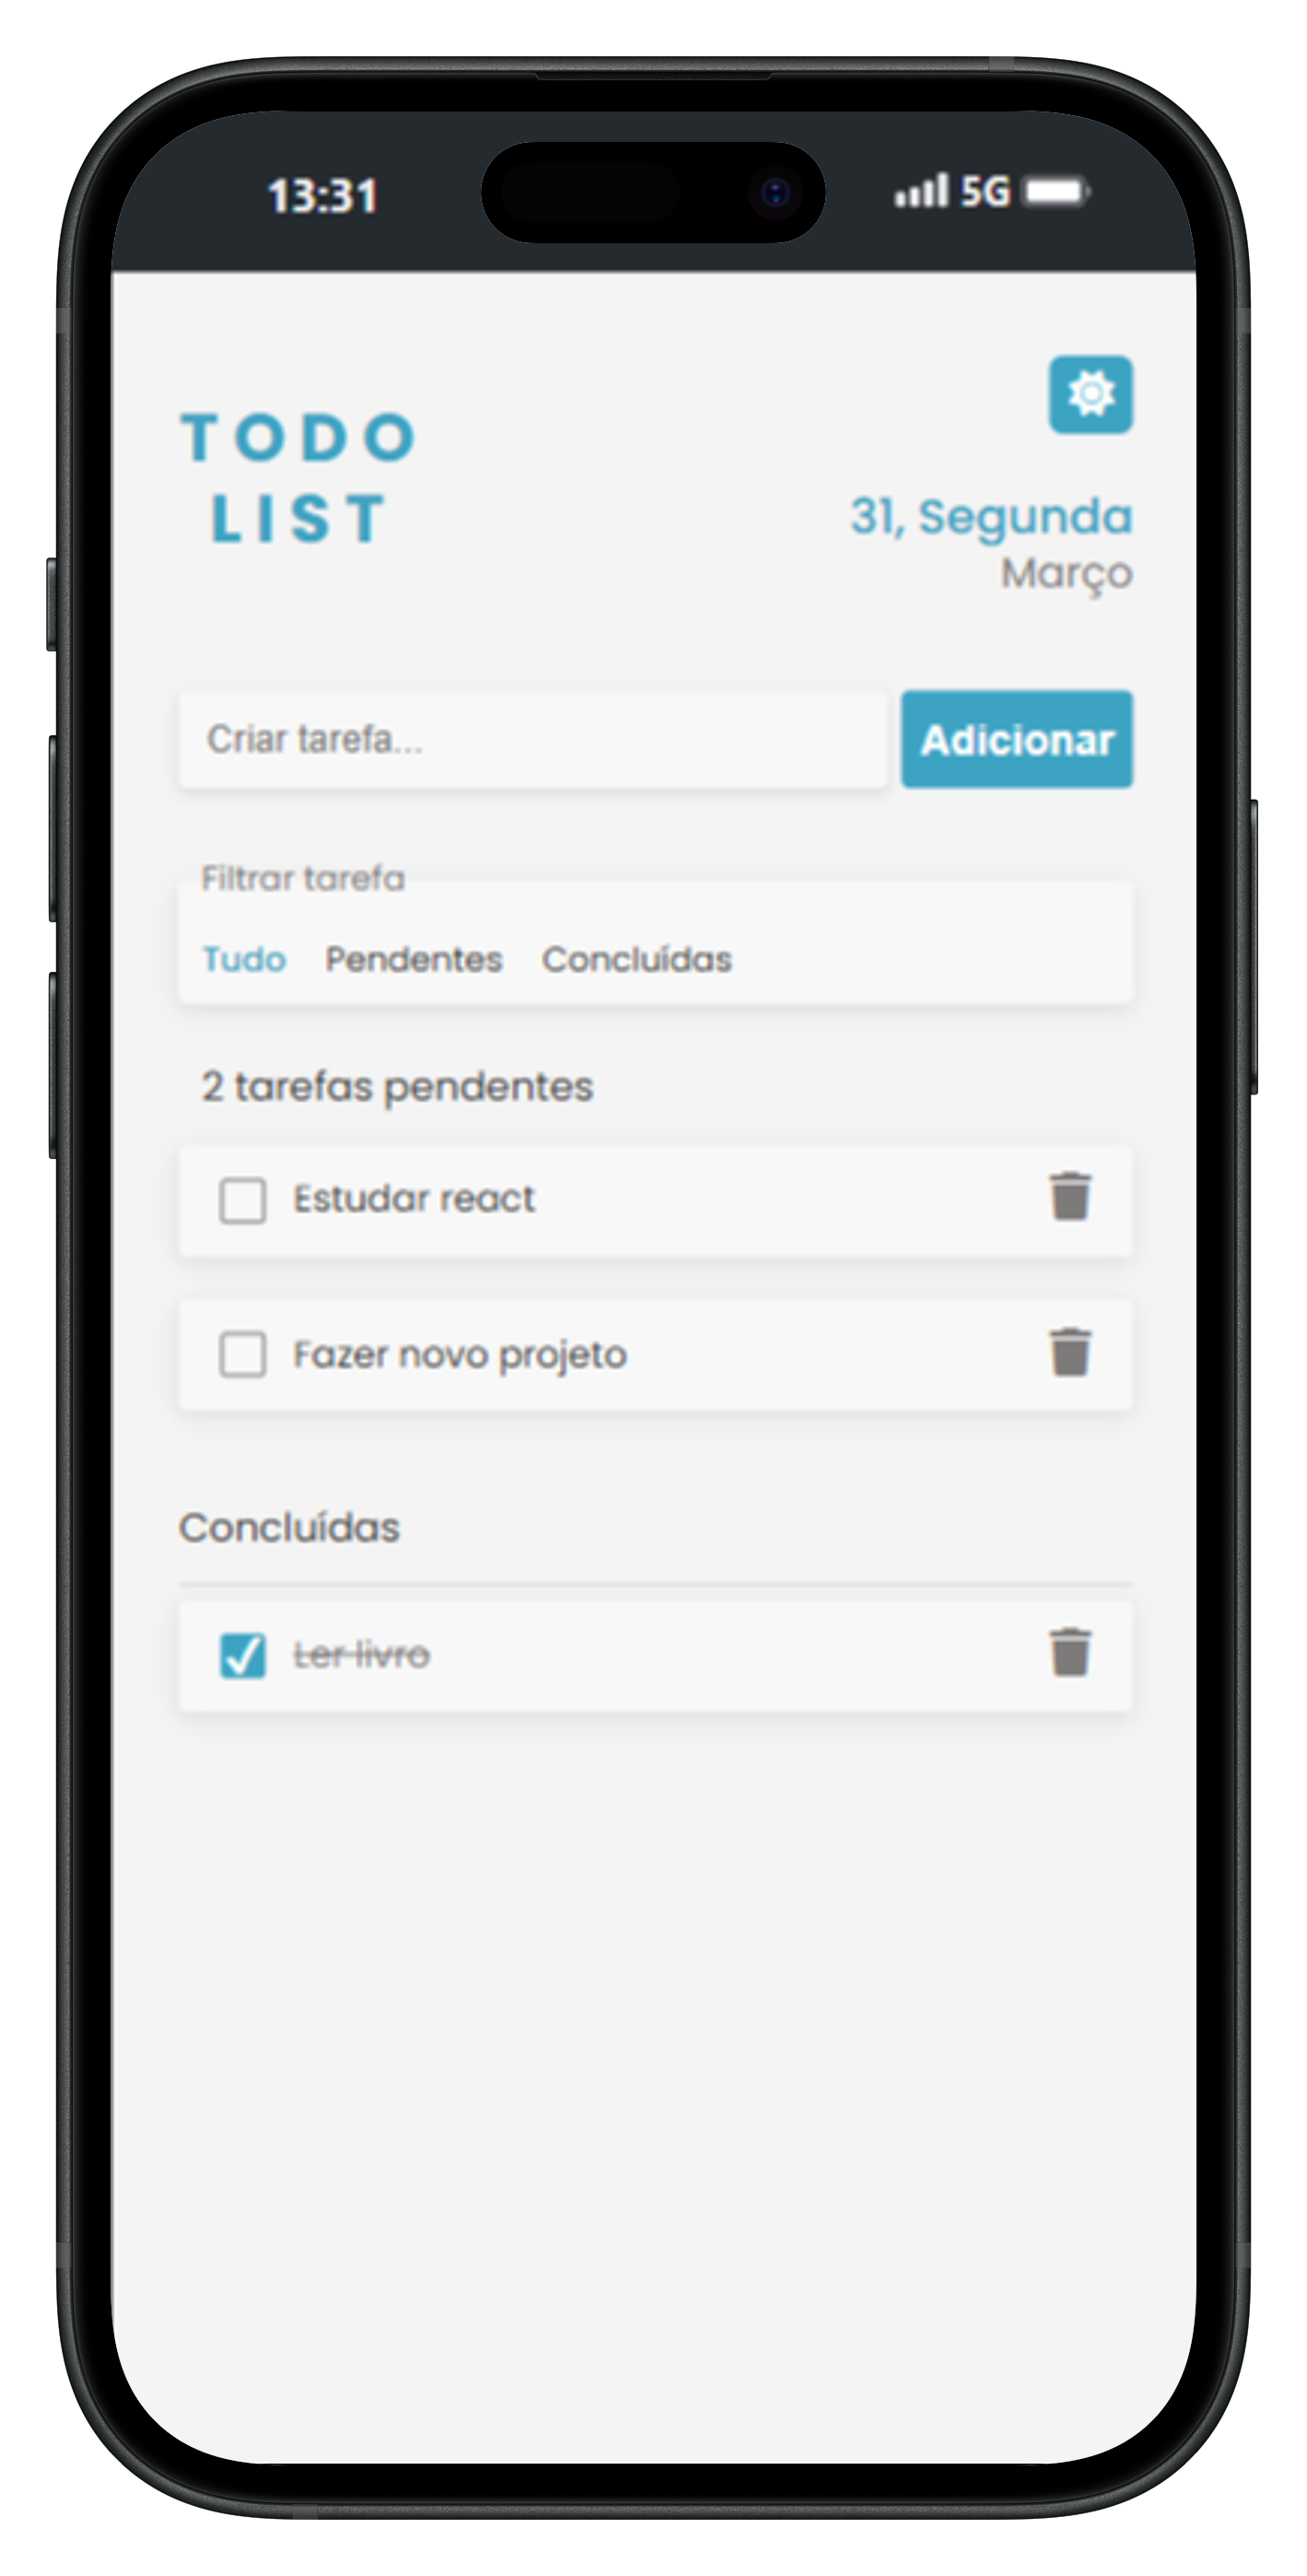 13:31 5G
TODO
LIST
31, Segunda
Março
Criar tarefa... Adicionar
Filtrar tarefa
Tudo Pendentes Concluídas
2 tarefas pendentes
Estudar react
Fazer novo projeto
Concluídas
Ler livro